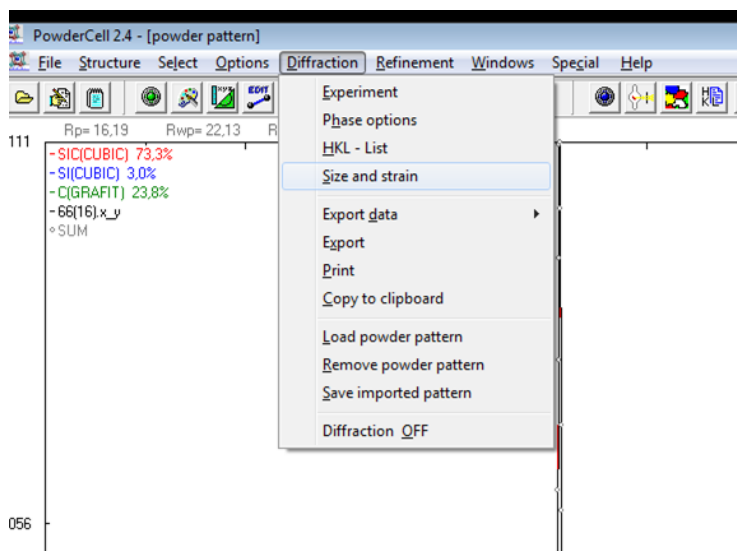 PowderCell 2.4 - [powder pattern]
File Structure Select Options Diffraction Refinement Windows Special Help
xyz EDIT
Rp= 16,19 Rwp= 22,13
111
-SIC(CUBIC) 73,3%
-SI(CUBIC) 3,0%
-C(GRAFIT) 23,8%
-66(16).x_y
◦SUM
Experiment
Phase options
HKL - List
Size and strain
Export data
Export
Print
Copy to clipboard
Load powder pattern
Remove powder pattern
Save imported pattern
Diffraction OFF
056